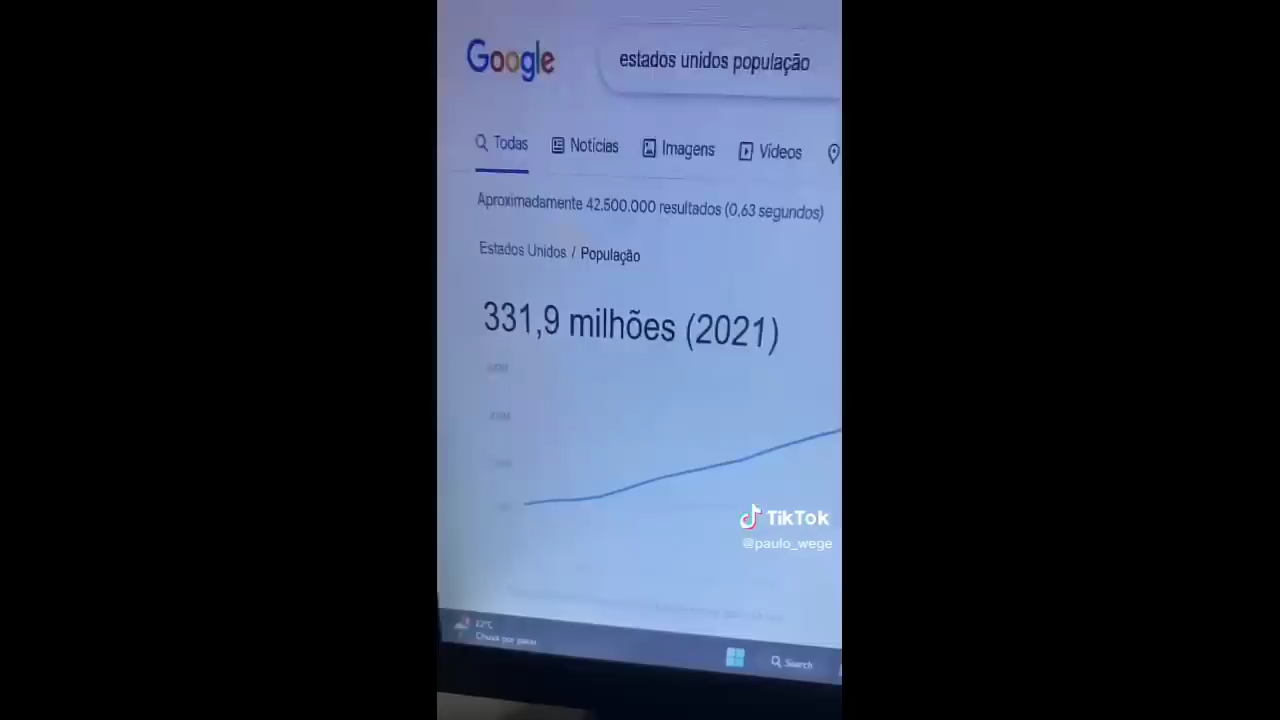 Google
estados unidos população
Todas
Notícias
Imagens
Vídeos
Aproximadamente 42.500.000 resultados (0,63 segundos)
Estados Unidos / População
331,9 milhões (2021)
TikTok
@paulo_wege
22°C
Search